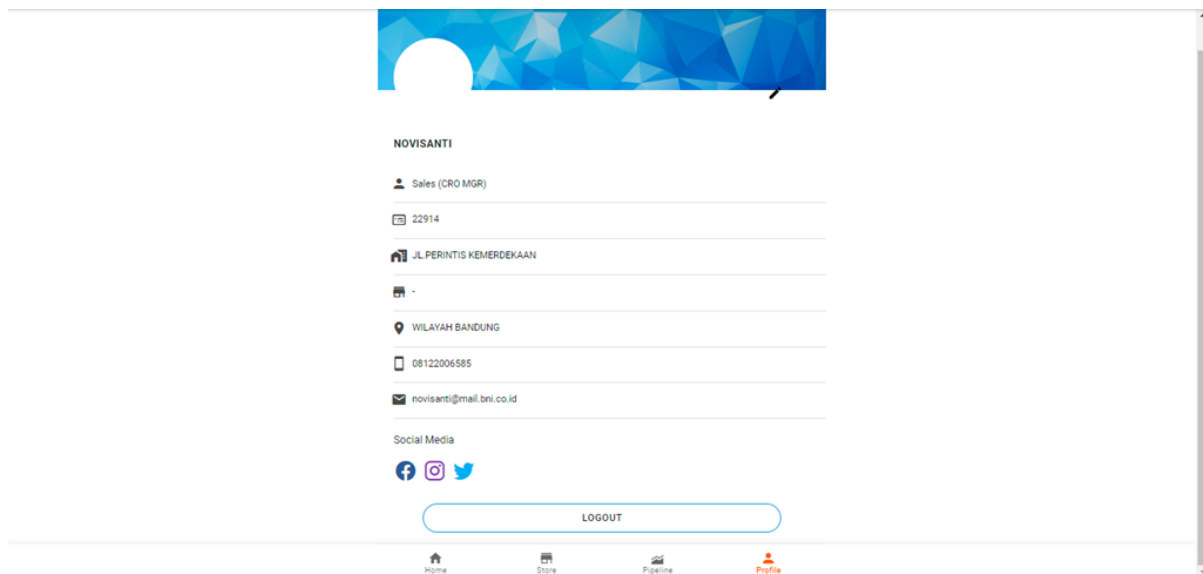 NOVISANTI
Sales (CRO MGR)
22914
JL.PERINTIS KEMERDEKAAN
-
WILAYAH BANDUNG
08122006585
novisanti@mail.bni.co.id
Social Media
LOGOUT
Home Store Pipeline Profile